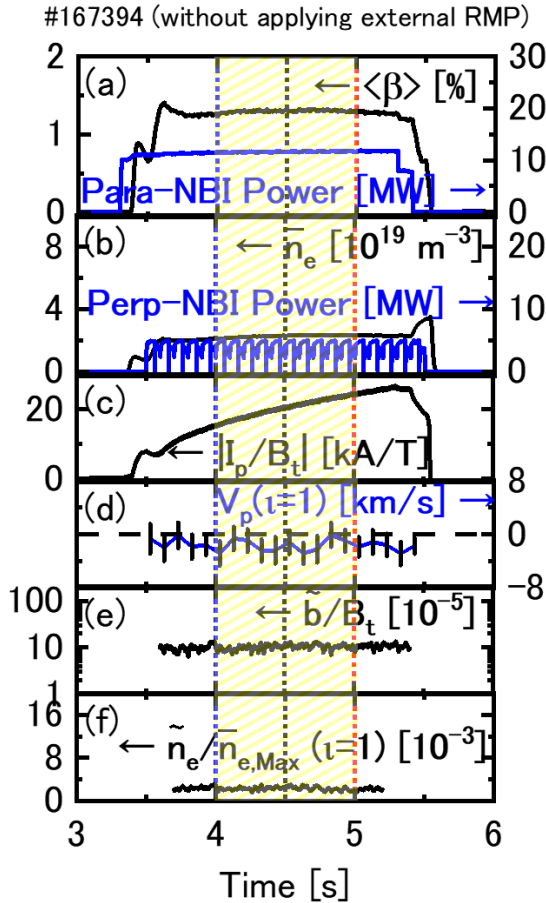 #167394 (without applying external RMP)
2 (a) ← ⟨β⟩ [%] 30
20
1
10
Para-NBI Power [MW] →
0 0
8 (b) ← n̅e [10^19 m^-3] 20
4 Perp-NBI Power [MW] → 10
0 0
(c)
20
← |Ip/Bt| [kA/T]
0
(d) Vp(ι=1) [km/s] → 8
0
-8
100 (e) ← b̃/Bt [10^-5]
10
1
16 (f)
8 ← ñe/n̅e,Max (ι=1) [10^-3]
0
3 4 5 6
Time [s]